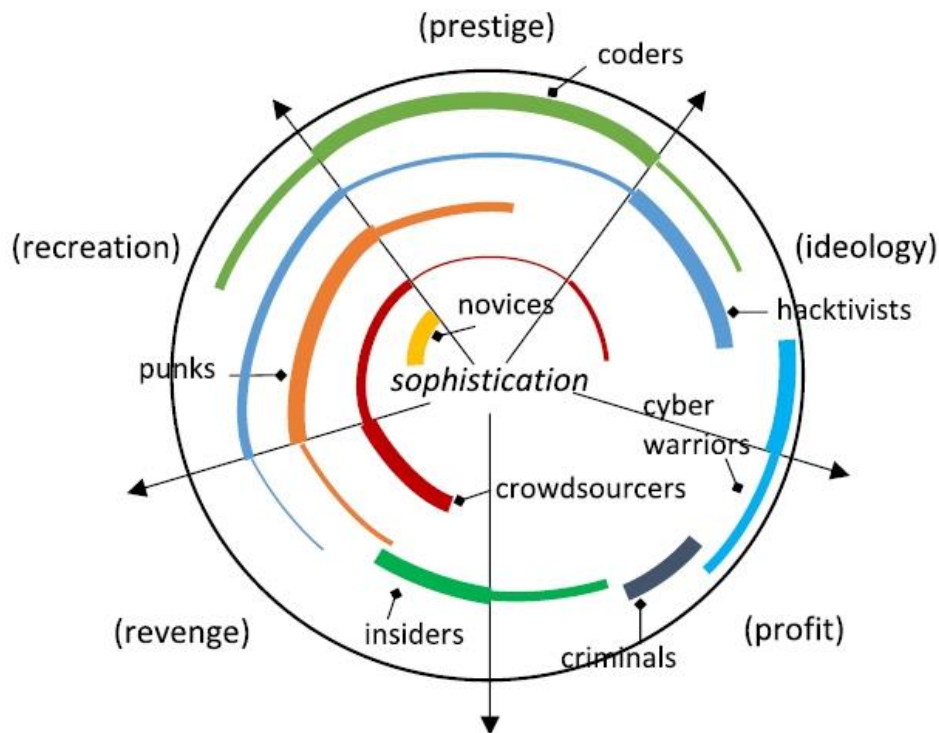 (prestige)
coders
(recreation)
(ideology)
novices
hacktivists
punks
sophistication
cyber
warriors
crowdsourcers
(revenge)
insiders
(profit)
criminals